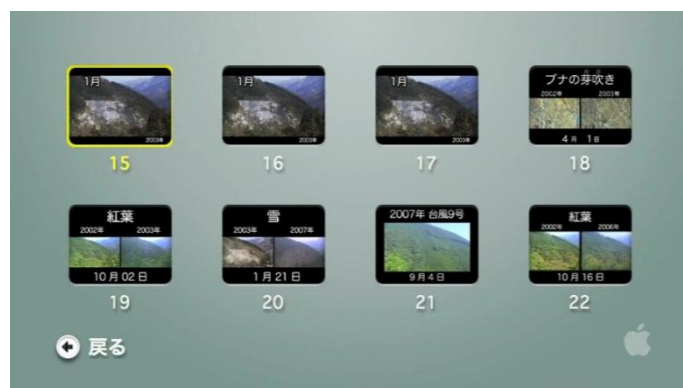 1月
2003年
15
1月
2003年
16
1月
2003年
17
ブナの芽吹き
2002年 2003年
4月 1日
18
紅葉
2002年 2003年
10月02日
19
雪
2003年 2007年
1月21日
20
2007年 台風9号
9月4日
21
紅葉
2002年 2006年
10月16日
22
戻る